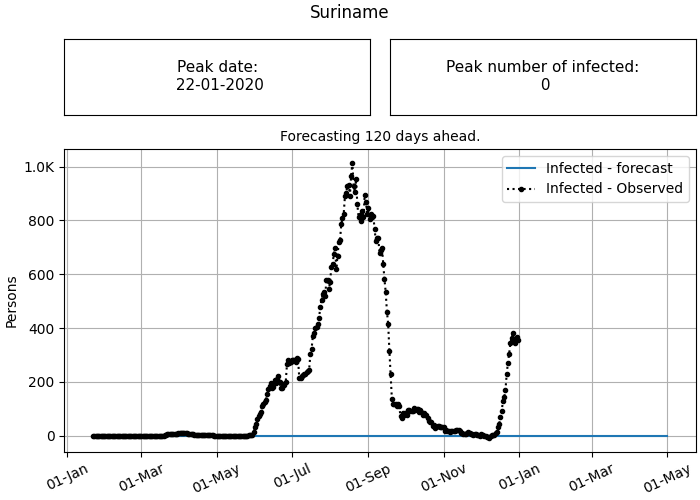 Suriname
Peak date:
22-01-2020
Peak number of infected:
0
Forecasting 120 days ahead.
Infected - forecast
Infected - Observed
1.0K
800
600
400
200
0
Persons
01-Jan
01-Mar
01-May
01-Jul
01-Sep
01-Nov
01-Jan
01-Mar
01-May